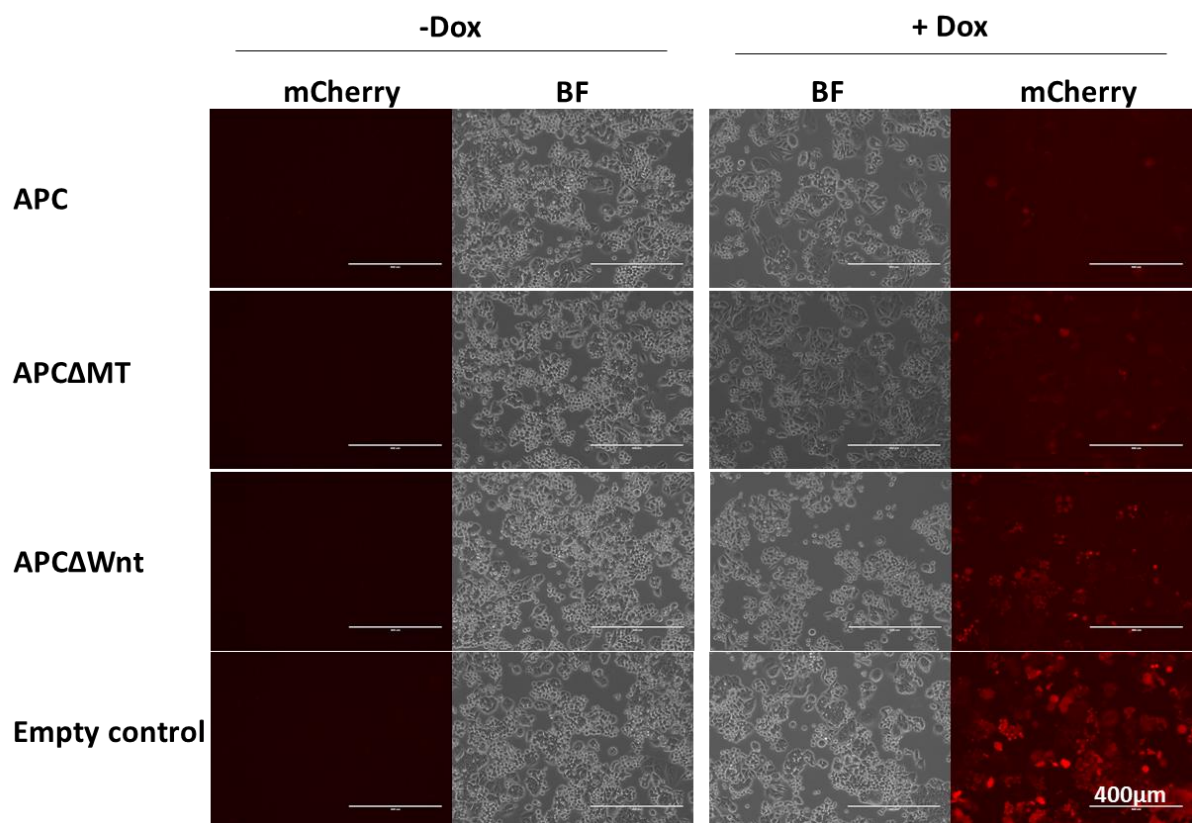 -Dox + Dox
mCherry BF BF mCherry
APC
APCΔMT
APCΔWnt
Empty control
400µm